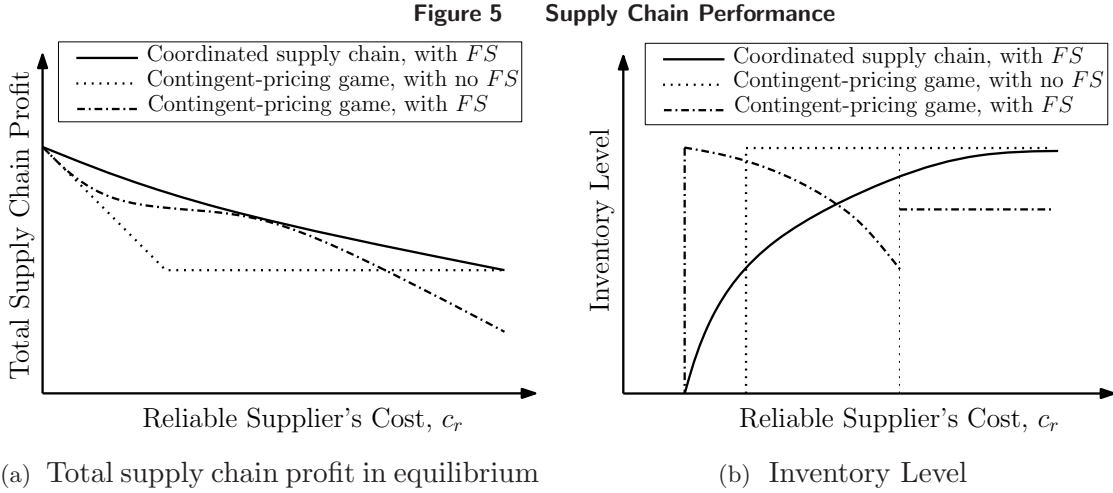 Figure 5 Supply Chain Performance
Coordinated supply chain, with FS
Contingent-pricing game, with no FS
Contingent-pricing game, with FS
Total Supply Chain Profit
Reliable Supplier's Cost, c_r
(a) Total supply chain profit in equilibrium
Coordinated supply chain, with FS
Contingent-pricing game, with no FS
Contingent-pricing game, with FS
Inventory Level
Reliable Supplier's Cost, c_r
(b) Inventory Level